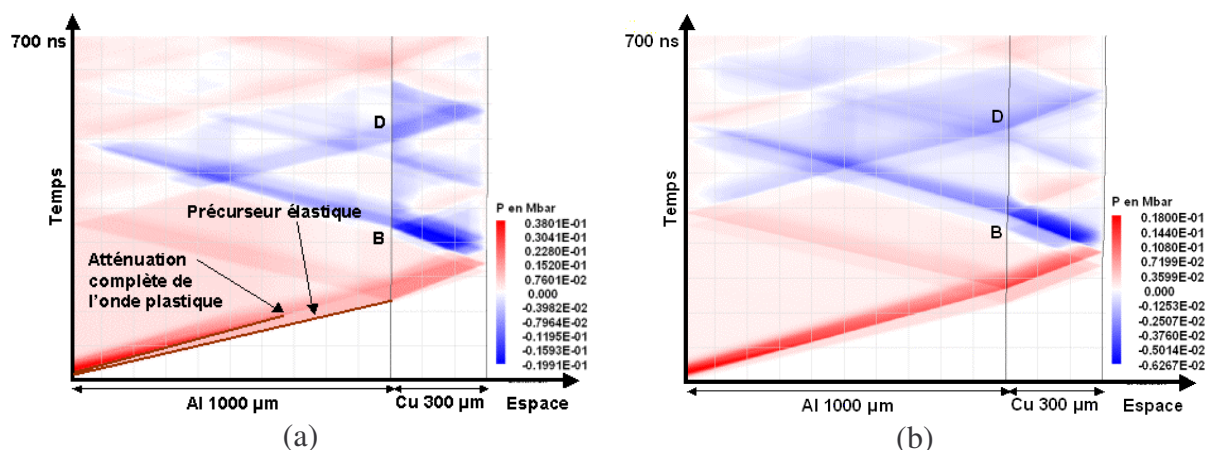 700 ns
Temps
D
Précurseur élastique
B
Atténuation
complète de
l'onde plastique
P en Mbar
0.3801E-01
0.3041E-01
0.2280E-01
0.1520E-01
0.7601E-02
0.000
-0.3982E-02
-0.7964E-02
-0.1195E-01
-0.1593E-01
-0.1991E-01
Al 1000 µm
Cu 300 µm
Espace
(a)
700 ns
Temps
D
B
P en Mbar
0.1800E-01
0.1440E-01
0.1080E-01
0.7199E-02
0.3599E-02
0.000
-0.1253E-02
-0.2507E-02
-0.3760E-02
-0.5014E-02
-0.6267E-02
Al 1000 µm
Cu 300 µm
Espace
(b)